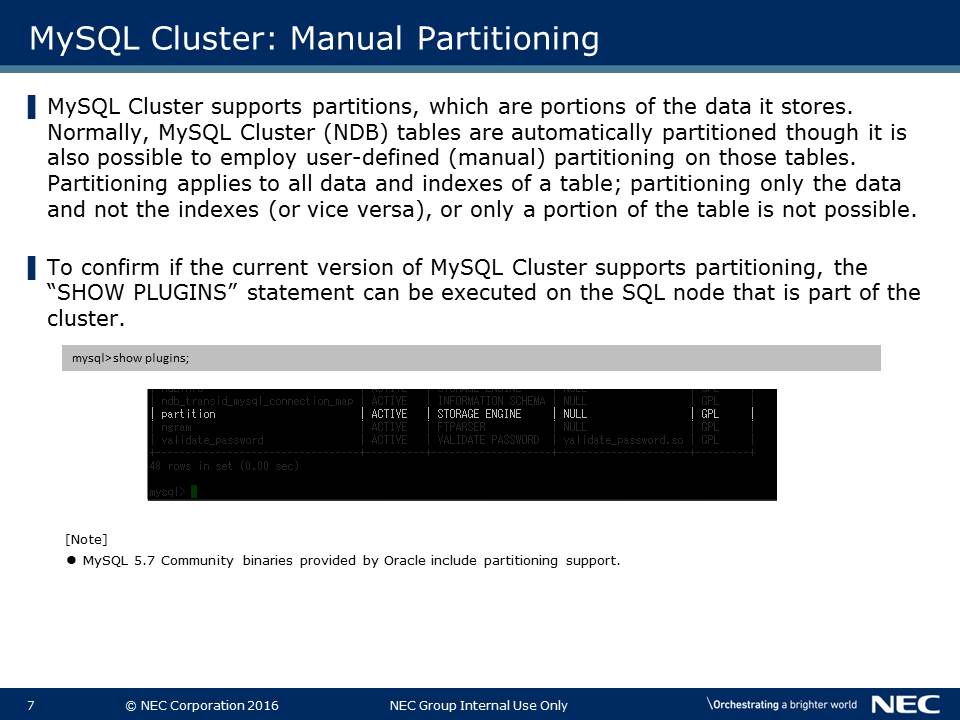 MySQL Cluster: Manual Partitioning
MySQL Cluster supports partitions, which are portions of the data it stores.
Normally, MySQL Cluster (NDB) tables are automatically partitioned though it is
also possible to employ user-defined (manual) partitioning on those tables.
Partitioning applies to all data and indexes of a table; partitioning only the data
and not the indexes (or vice versa), or only a portion of the table is not possible.
To confirm if the current version of MySQL Cluster supports partitioning, the
“SHOW PLUGINS” statement can be executed on the SQL node that is part of the
cluster.
mysql>show plugins;
| ndb_transid_mysql_connection_map | ACTIVE | INFORMATION SCHEMA | NULL | GPL |
| partition | ACTIVE | STORAGE ENGINE | NULL | GPL |
| ngram | ACTIVE | FTPARSER | NULL | GPL |
| validate_password | ACTIVE | VALIDATE PASSWORD | validate_password.so | GPL |
48 rows in set (0.00 sec)
mysql>
[Note]
● MySQL 5.7 Community binaries provided by Oracle include partitioning support.
7 © NEC Corporation 2016 NEC Group Internal Use Only \Orchestrating a brighter world NEC